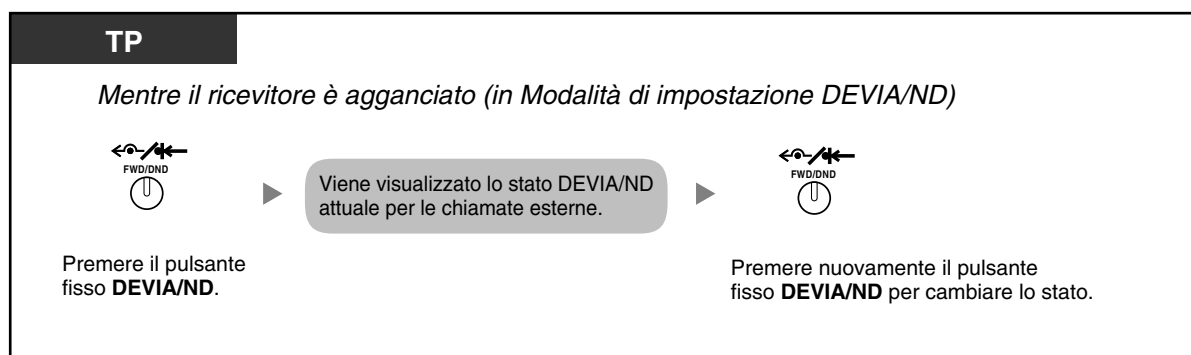 TP
Mentre il ricevitore è agganciato (in Modalità di impostazione DEVIA/ND)
FWD/DND
Viene visualizzato lo stato DEVIA/ND
attuale per le chiamate esterne.
FWD/DND
Premere il pulsante
fisso DEVIA/ND.
Premere nuovamente il pulsante
fisso DEVIA/ND per cambiare lo stato.